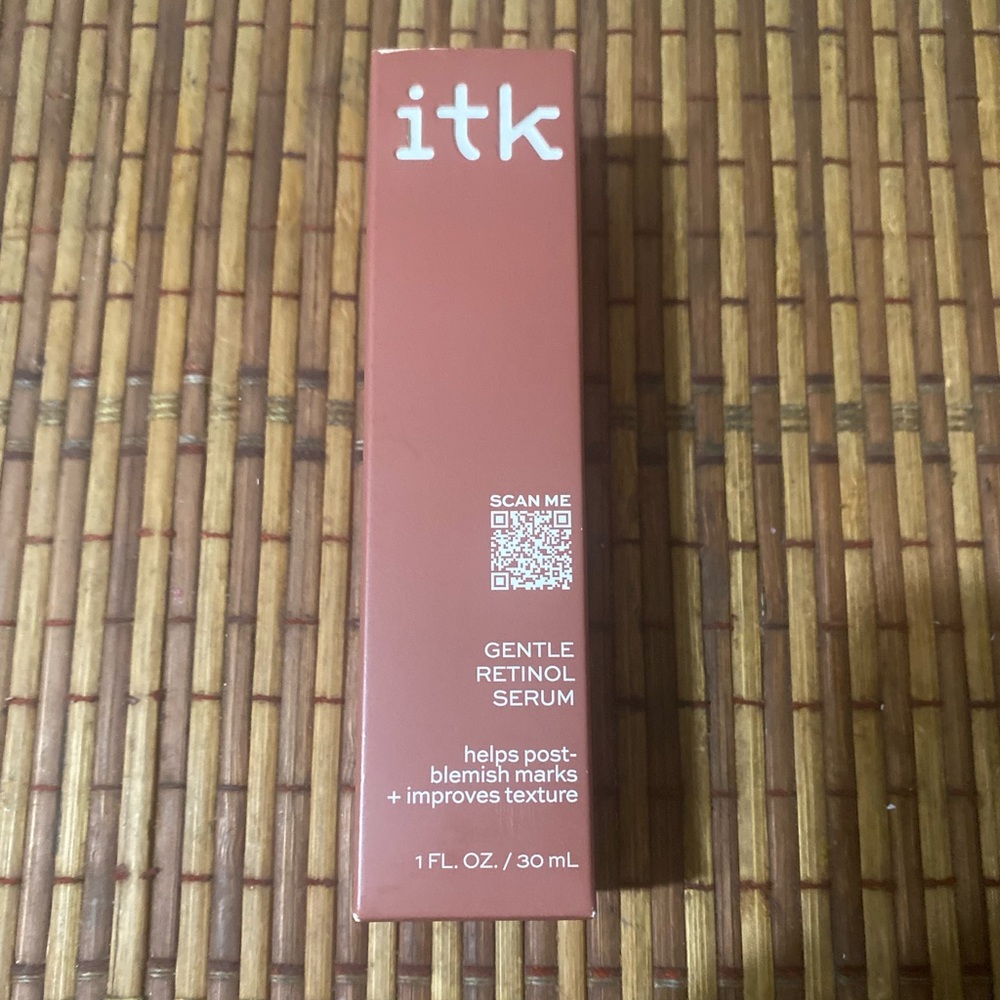 itk
SCAN ME
GENTLE
RETINOL
SERUM
helps post-
blemish marks
+ improves texture
1 FL. OZ. / 30 mL